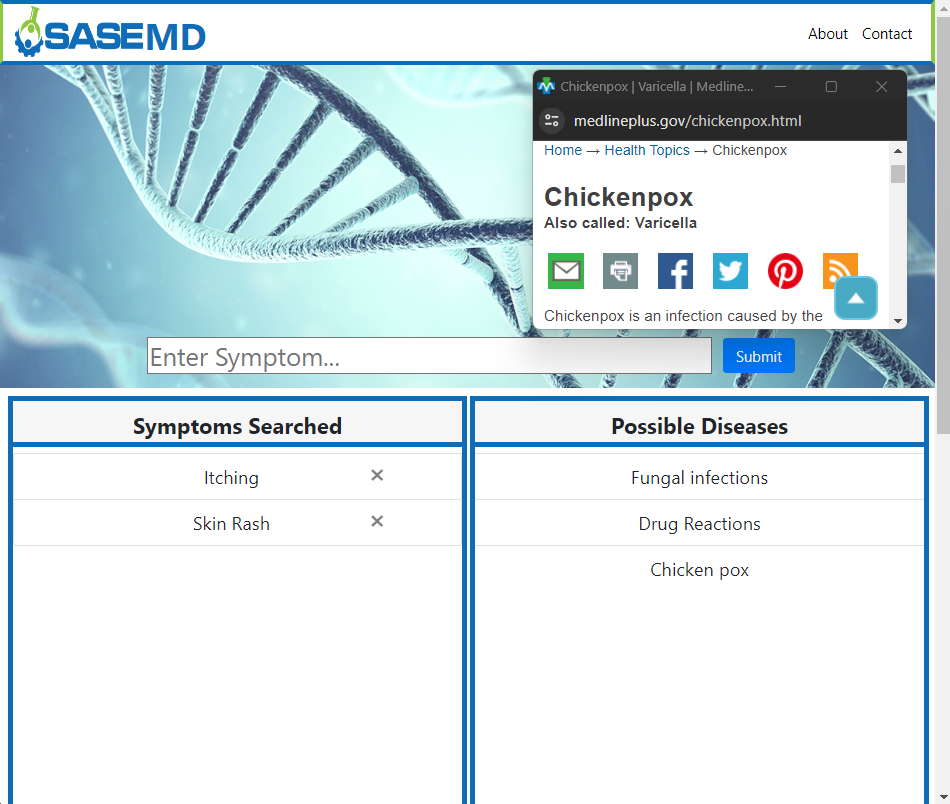 SASEMD
About Contact
Chickenpox | Varicella | Medline...
medlineplus.gov/chickenpox.html
Home → Health Topics → Chickenpox
Chickenpox
Also called: Varicella
Chickenpox is an infection caused by the
Enter Symptom...
Submit
Symptoms Searched
Itching
Skin Rash
Possible Diseases
Fungal infections
Drug Reactions
Chicken pox